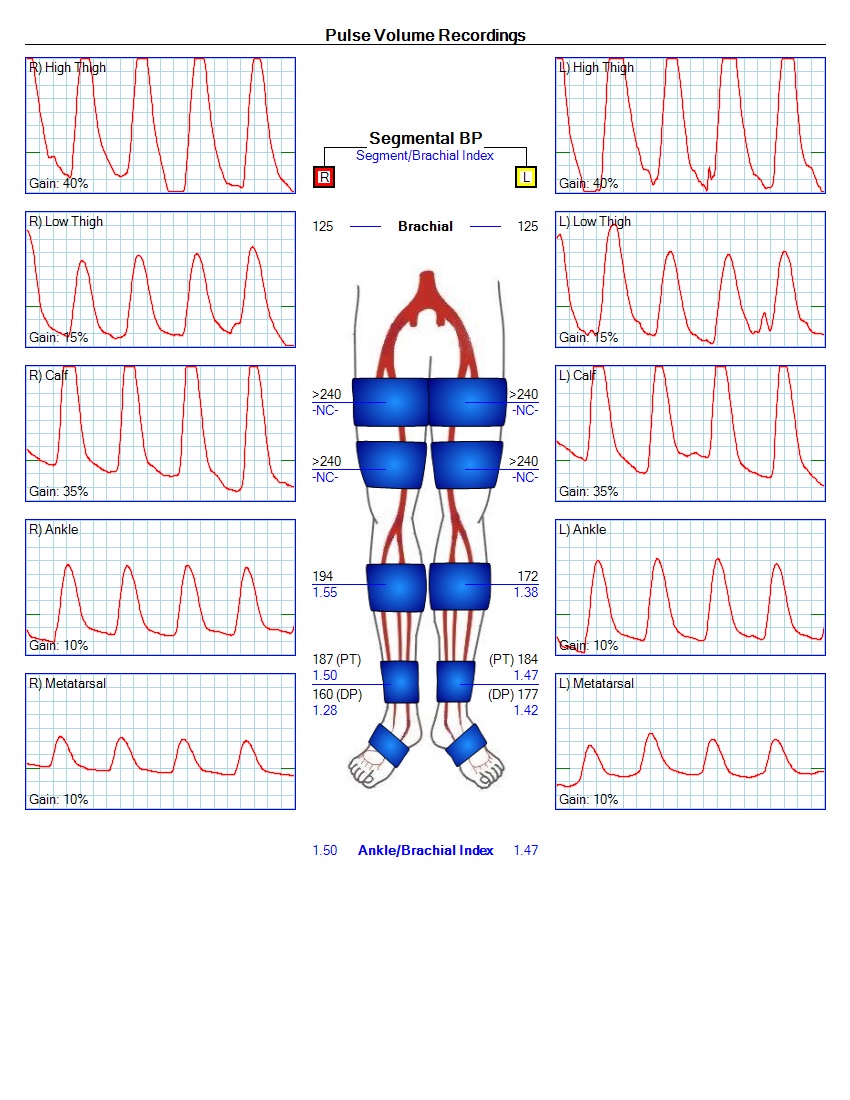 Pulse Volume Recordings
R) High Thigh
Gain: 40%
R) Low Thigh
Gain: 15%
R) Calf
Gain: 35%
R) Ankle
Gain: 10%
R) Metatarsal
Gain: 10%
Segmental BP
Segment/Brachial Index
R L
125 Brachial 125
>240 >240
-NC- -NC-
>240 >240
-NC- -NC-
194 172
1.55 1.38
187 (PT) (PT) 184
1.50 1.47
160 (DP) (DP) 177
1.28 1.42
1.50 Ankle/Brachial Index 1.47
L) High Thigh
Gain: 40%
L) Low Thigh
Gain: 15%
L) Calf
Gain: 35%
L) Ankle
Gain: 10%
L) Metatarsal
Gain: 10%